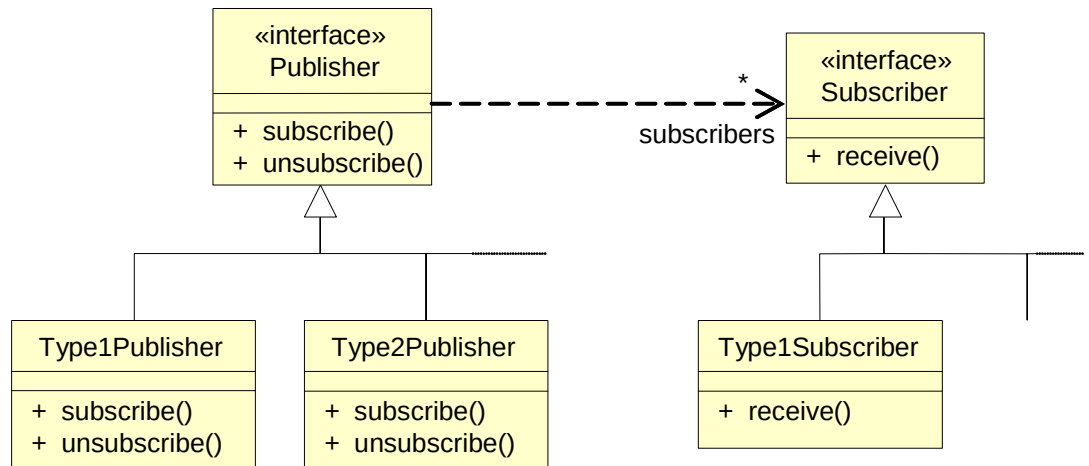 «interface»
Publisher
+ subscribe()
+ unsubscribe()
*
subscribers
«interface»
Subscriber
+ receive()
Type1Publisher
+ subscribe()
+ unsubscribe()
Type2Publisher
+ subscribe()
+ unsubscribe()
Type1Subscriber
+ receive()